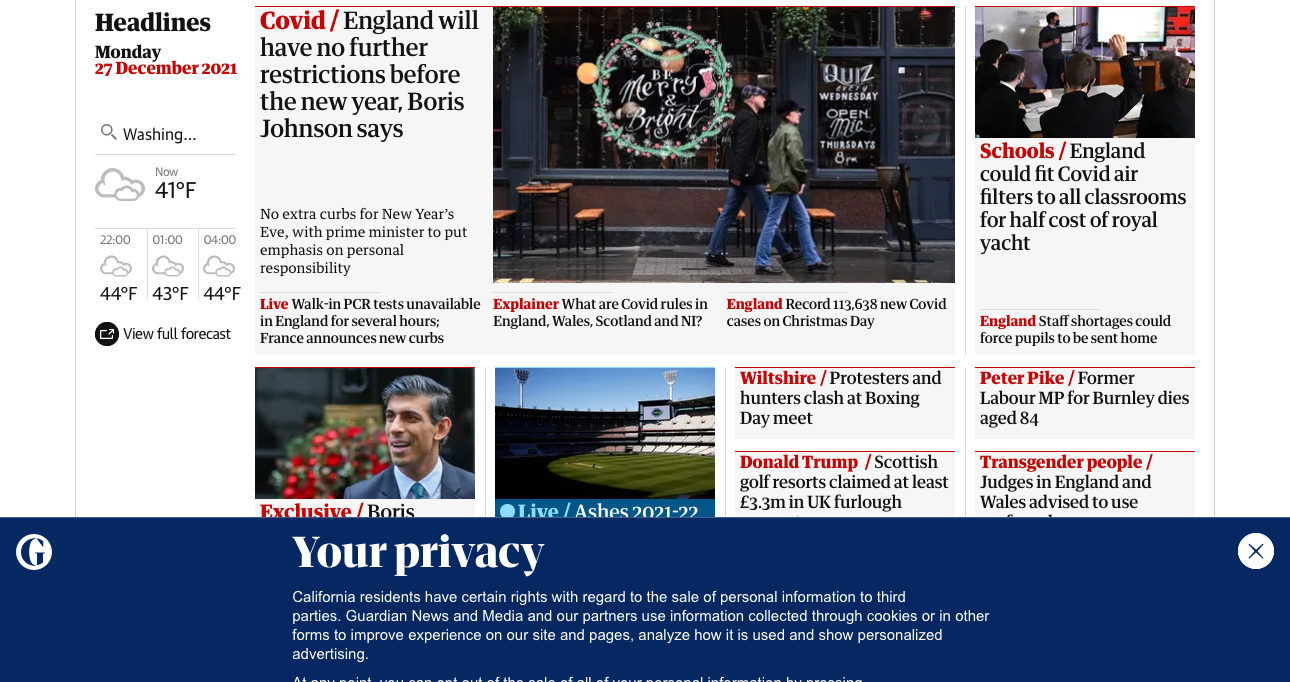 Headlines
Monday
27 December 2021
Washing...
Now
41°F
22:00
01:00
04:00
44°F
43°F
44°F
View full forecast
Covid / England will
have no further
restrictions before
the new year, Boris
Johnson says
No extra curbs for New Year's
Eve, with prime minister to put
emphasis on personal
responsibility
BE
Merry
&
Bright
QUIZ
EVERY
WEDNESDAY
OPEN
MIC
THURSDAYS
8pm
Live Walk-in PCR tests unavailable
in England for several hours;
France announces new curbs
Explainer What are Covid rules in
England, Wales, Scotland and NI?
England Record 113,638 new Covid
cases on Christmas Day
Schools / England
could fit Covid air
filters to all classrooms
for half cost of royal
yacht
England Staff shortages could
force pupils to be sent home
Exclusive / Boris
Live / Ashes 2021-22
Wiltshire / Protesters and
hunters clash at Boxing
Day meet
Donald Trump / Scottish
golf resorts claimed at least
£3.3m in UK furlough
Peter Pike / Former
Labour MP for Burnley dies
aged 84
Transgender people /
Judges in England and
Wales advised to use
G
Your privacy
California residents have certain rights with regard to the sale of personal information to third
parties. Guardian News and Media and our partners use information collected through cookies or in other
forms to improve experience on our site and pages, analyze how it is used and show personalized
advertising.
At any point, you can opt out of the sale of all of your personal information by pressing